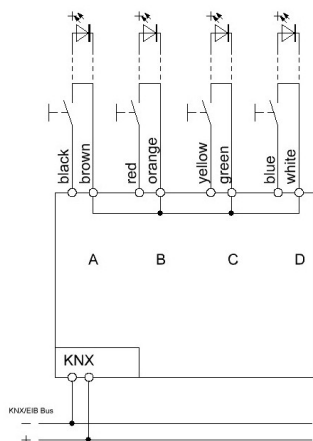 black
brown
red
orange
yellow
green
blue
white
A B C D
KNX
KNX/EIB Bus